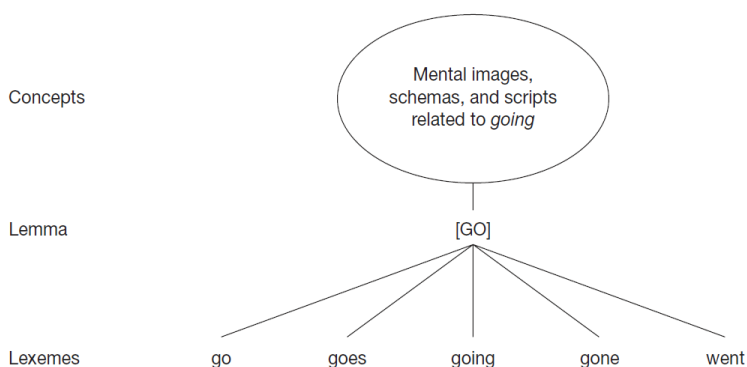 Concepts
Mental images,
schemas, and scripts
related to going
Lemma
[GO]
Lexemes
go
goes
going
gone
went